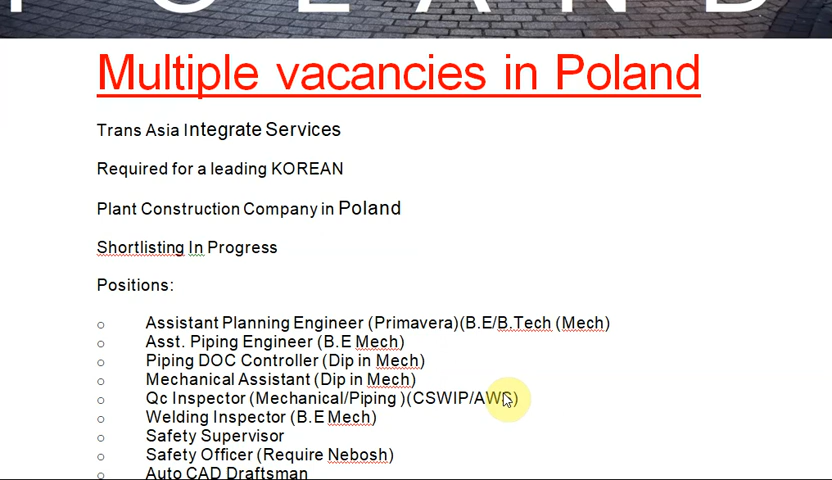 POLAND
Multiple vacancies in Poland
Trans Asia Integrate Services
Required for a leading KOREAN
Plant Construction Company in Poland
Shortlisting In Progress
Positions:
○ Assistant Planning Engineer (Primavera)(B.E/B.Tech (Mech)
○ Asst. Piping Engineer (B.E Mech)
○ Piping DOC Controller (Dip in Mech)
○ Mechanical Assistant (Dip in Mech)
○ Qc Inspector (Mechanical/Piping )(CSWIP/AWS)
○ Welding Inspector (B.E Mech)
○ Safety Supervisor
○ Safety Officer (Require Nebosh)
○ Auto CAD Draftsman